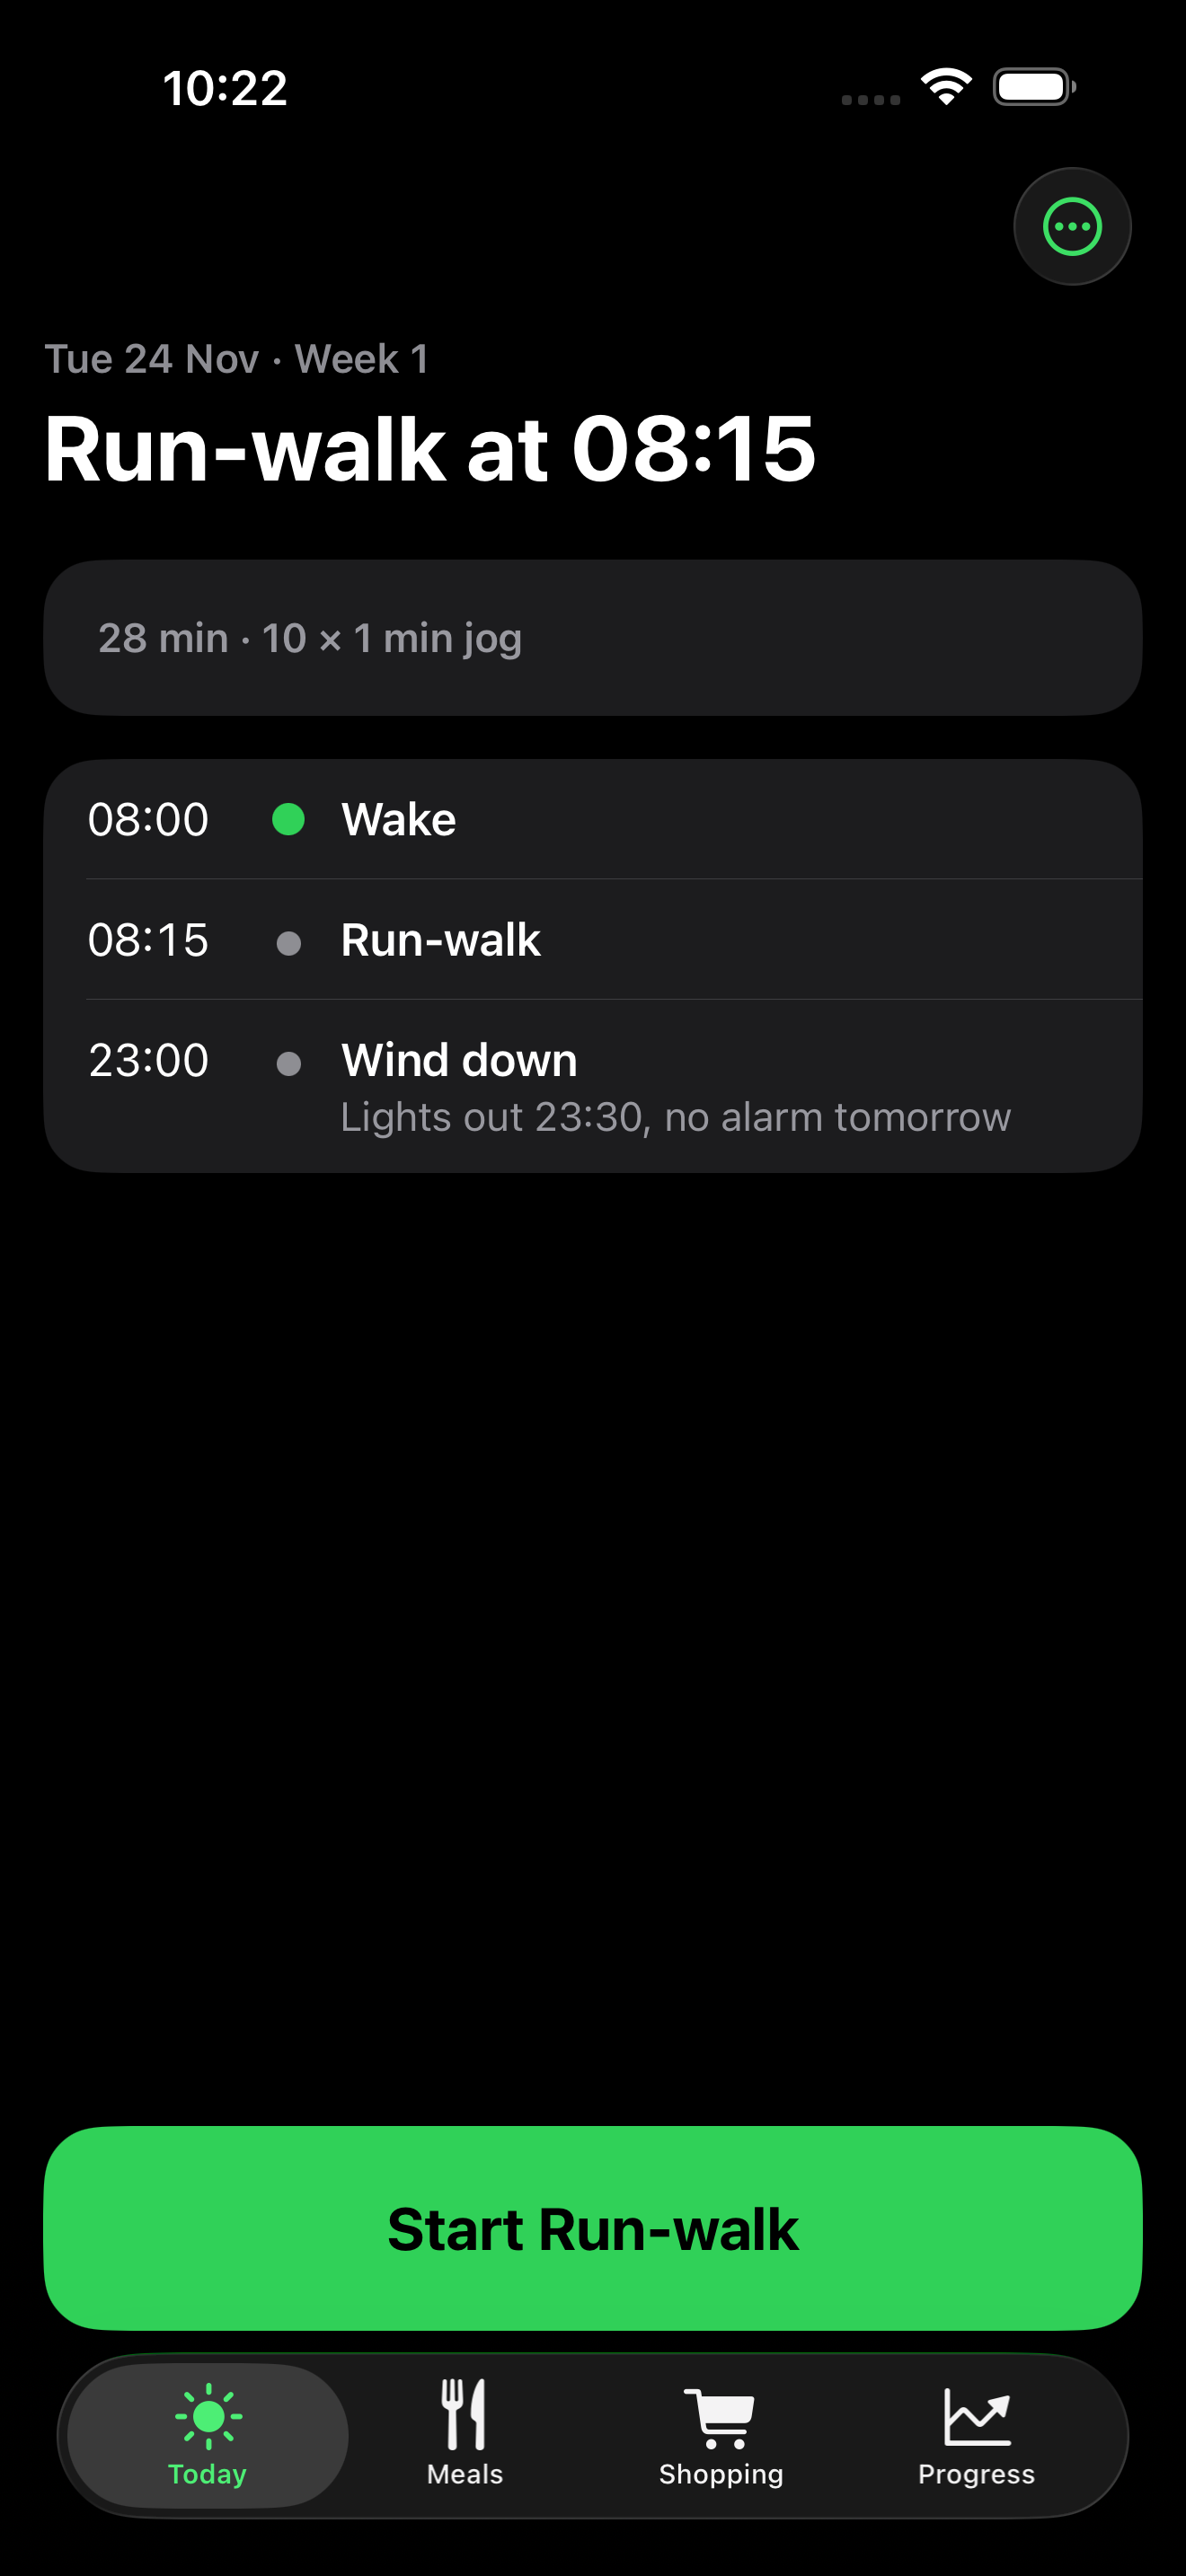 10:22
Tue 24 Nov · Week 1
Run-walk at 08:15
28 min · 10 × 1 min jog
08:00 Wake
08:15 Run-walk
23:00 Wind down
Lights out 23:30, no alarm tomorrow
Start Run-walk
Today Meals Shopping Progress